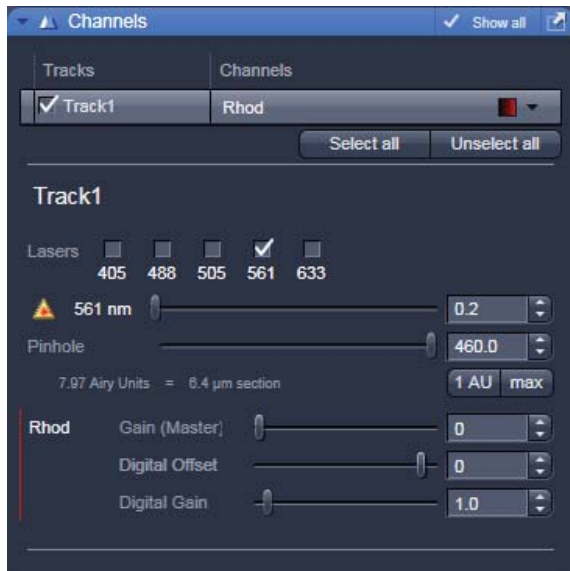 Channels Show all
Tracks Channels
Track1 Rhod
Select all Unselect all
Track1
Lasers
405 488 505 561 633
561 nm 0.2
Pinhole 460.0
7.97 Airy Units = 6.4 µm section 1 AU max
Rhod Gain (Master) 0
Digital Offset 0
Digital Gain 1.0